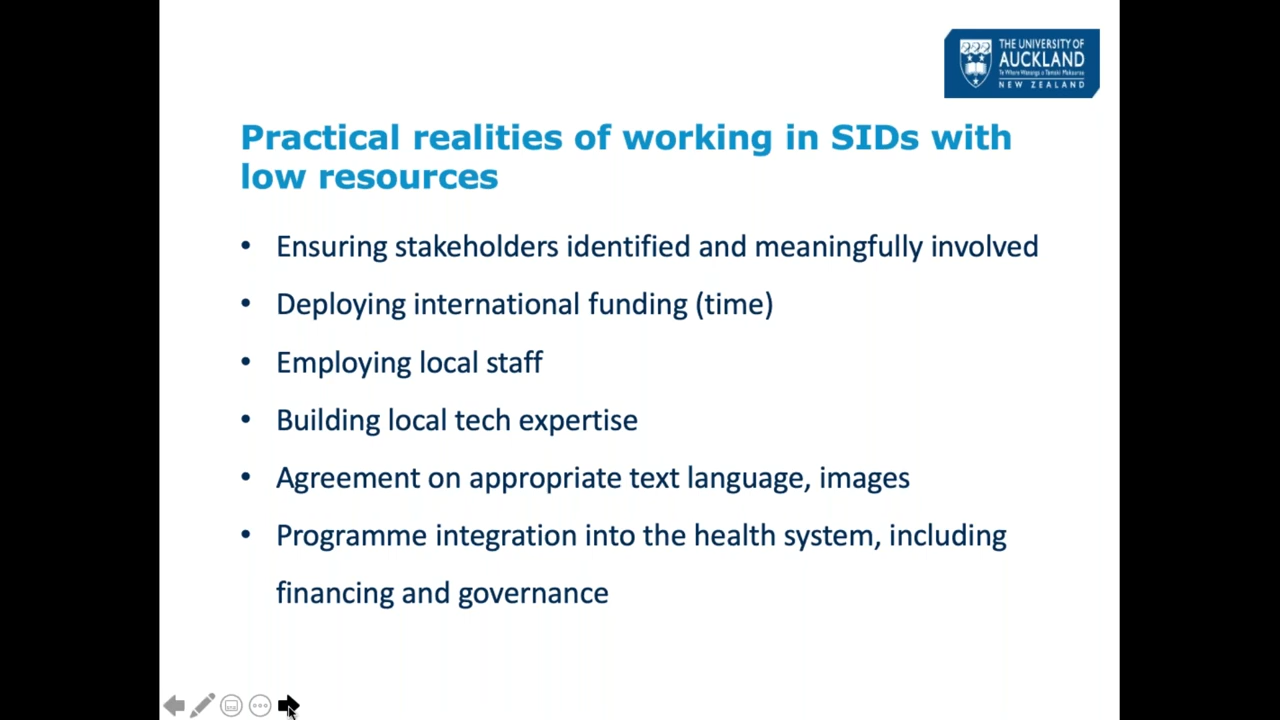 THE UNIVERSITY OF
AUCKLAND
Te Whare Wānanga o Tāmaki Makaurau
NEW ZEALAND
Practical realities of working in SIDs with
low resources
• Ensuring stakeholders identified and meaningfully involved
• Deploying international funding (time)
• Employing local staff
• Building local tech expertise
• Agreement on appropriate text language, images
• Programme integration into the health system, including
financing and governance